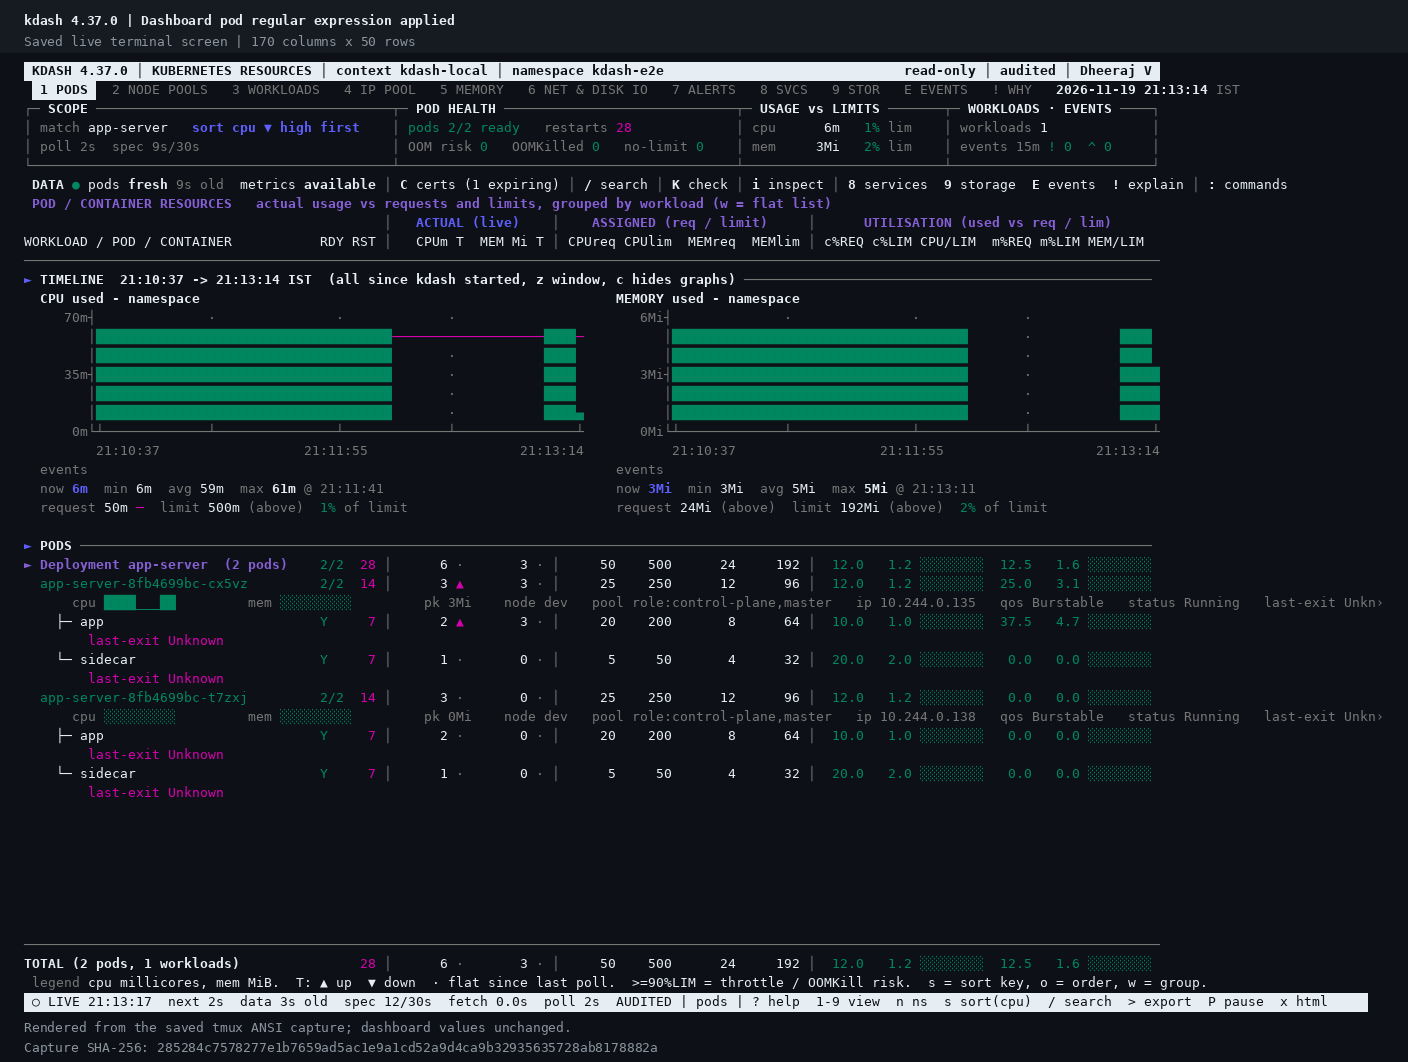 kdash 4.37.0 | Dashboard pod regular expression applied
Saved live terminal screen | 170 columns x 50 rows
KDASH 4.37.0 │ KUBERNETES RESOURCES │ context kdash-local │ namespace kdash-e2e read-only │ audited │ Dheeraj V
1 PODS 2 NODE POOLS 3 WORKLOADS 4 IP POOL 5 MEMORY 6 NET & DISK IO 7 ALERTS 8 SVCS 9 STOR E EVENTS ! WHY 2026-11-19 21:13:14 IST
SCOPE POD HEALTH USAGE vs LIMITS WORKLOADS · EVENTS
│ match app-server sort cpu ▼ high first │ pods 2/2 ready restarts 28 │ cpu 6m 1% lim │ workloads 1 │
│ poll 2s spec 9s/30s │ OOM risk 0 OOMKilled 0 no-limit 0 │ mem 3Mi 2% lim │ events 15m ! 0 ^ 0 │
DATA ● pods fresh 9s old metrics available │ C certs (1 expiring) │ / search │ K check │ i inspect │ 8 services 9 storage E events ! explain │ : commands
POD / CONTAINER RESOURCES actual usage vs requests and limits, grouped by workload (w = flat list)
│ ACTUAL (live) │ ASSIGNED (req / limit) │ UTILISATION (used vs req / lim)
WORKLOAD / POD / CONTAINER RDY RST │ CPUm T MEM Mi T │ CPUreq CPUlim MEMreq MEMlim │ c%REQ c%LIM CPU/LIM m%REQ m%LIM MEM/LIM
► TIMELINE 21:10:37 -> 21:13:14 IST (all since kdash started, z window, c hides graphs)
CPU used - namespace MEMORY used - namespace
70m 6Mi
35m 3Mi
0m 0Mi
21:10:37 21:11:55 21:13:14 21:10:37 21:11:55 21:13:14
events events
now 6m min 6m avg 59m max 61m @ 21:11:41 now 3Mi min 3Mi avg 5Mi max 5Mi @ 21:13:11
request 50m ─ limit 500m (above) 1% of limit request 24Mi (above) limit 192Mi (above) 2% of limit
► PODS
► Deployment app-server (2 pods) 2/2 28 │ 6 · 3 · │ 50 500 24 192 │ 12.0 1.2 12.5 1.6
app-server-8fb4699bc-cx5vz 2/2 14 │ 3 ▲ 3 · │ 25 250 12 96 │ 12.0 1.2 25.0 3.1
cpu mem pk 3Mi node dev pool role:control-plane,master ip 10.244.0.135 qos Burstable status Running last-exit Unkn›
├─ app Y 7 │ 2 ▲ 3 · │ 20 200 8 64 │ 10.0 1.0 37.5 4.7
last-exit Unknown
└─ sidecar Y 7 │ 1 · 0 · │ 5 50 4 32 │ 20.0 2.0 0.0 0.0
last-exit Unknown
app-server-8fb4699bc-t7zxj 2/2 14 │ 3 · 0 · │ 25 250 12 96 │ 12.0 1.2 0.0 0.0
cpu mem pk 0Mi node dev pool role:control-plane,master ip 10.244.0.138 qos Burstable status Running last-exit Unkn›
├─ app Y 7 │ 2 · 0 · │ 20 200 8 64 │ 10.0 1.0 0.0 0.0
last-exit Unknown
└─ sidecar Y 7 │ 1 · 0 · │ 5 50 4 32 │ 20.0 2.0 0.0 0.0
last-exit Unknown
TOTAL (2 pods, 1 workloads) 28 │ 6 · 3 · │ 50 500 24 192 │ 12.0 1.2 12.5 1.6
legend cpu millicores, mem MiB. T: ▲ up ▼ down · flat since last poll. >=90%LIM = throttle / OOMKill risk. s = sort key, o = order, w = group.
○ LIVE 21:13:17 next 2s data 3s old spec 12/30s fetch 0.0s poll 2s AUDITED | pods | ? help 1-9 view n ns s sort(cpu) / search > export P pause x html
Rendered from the saved tmux ANSI capture; dashboard values unchanged.
Capture SHA-256: 285284c7578277e1b7659ad5ac1e9a1cd52a9d4ca9b32935635728ab8178882a